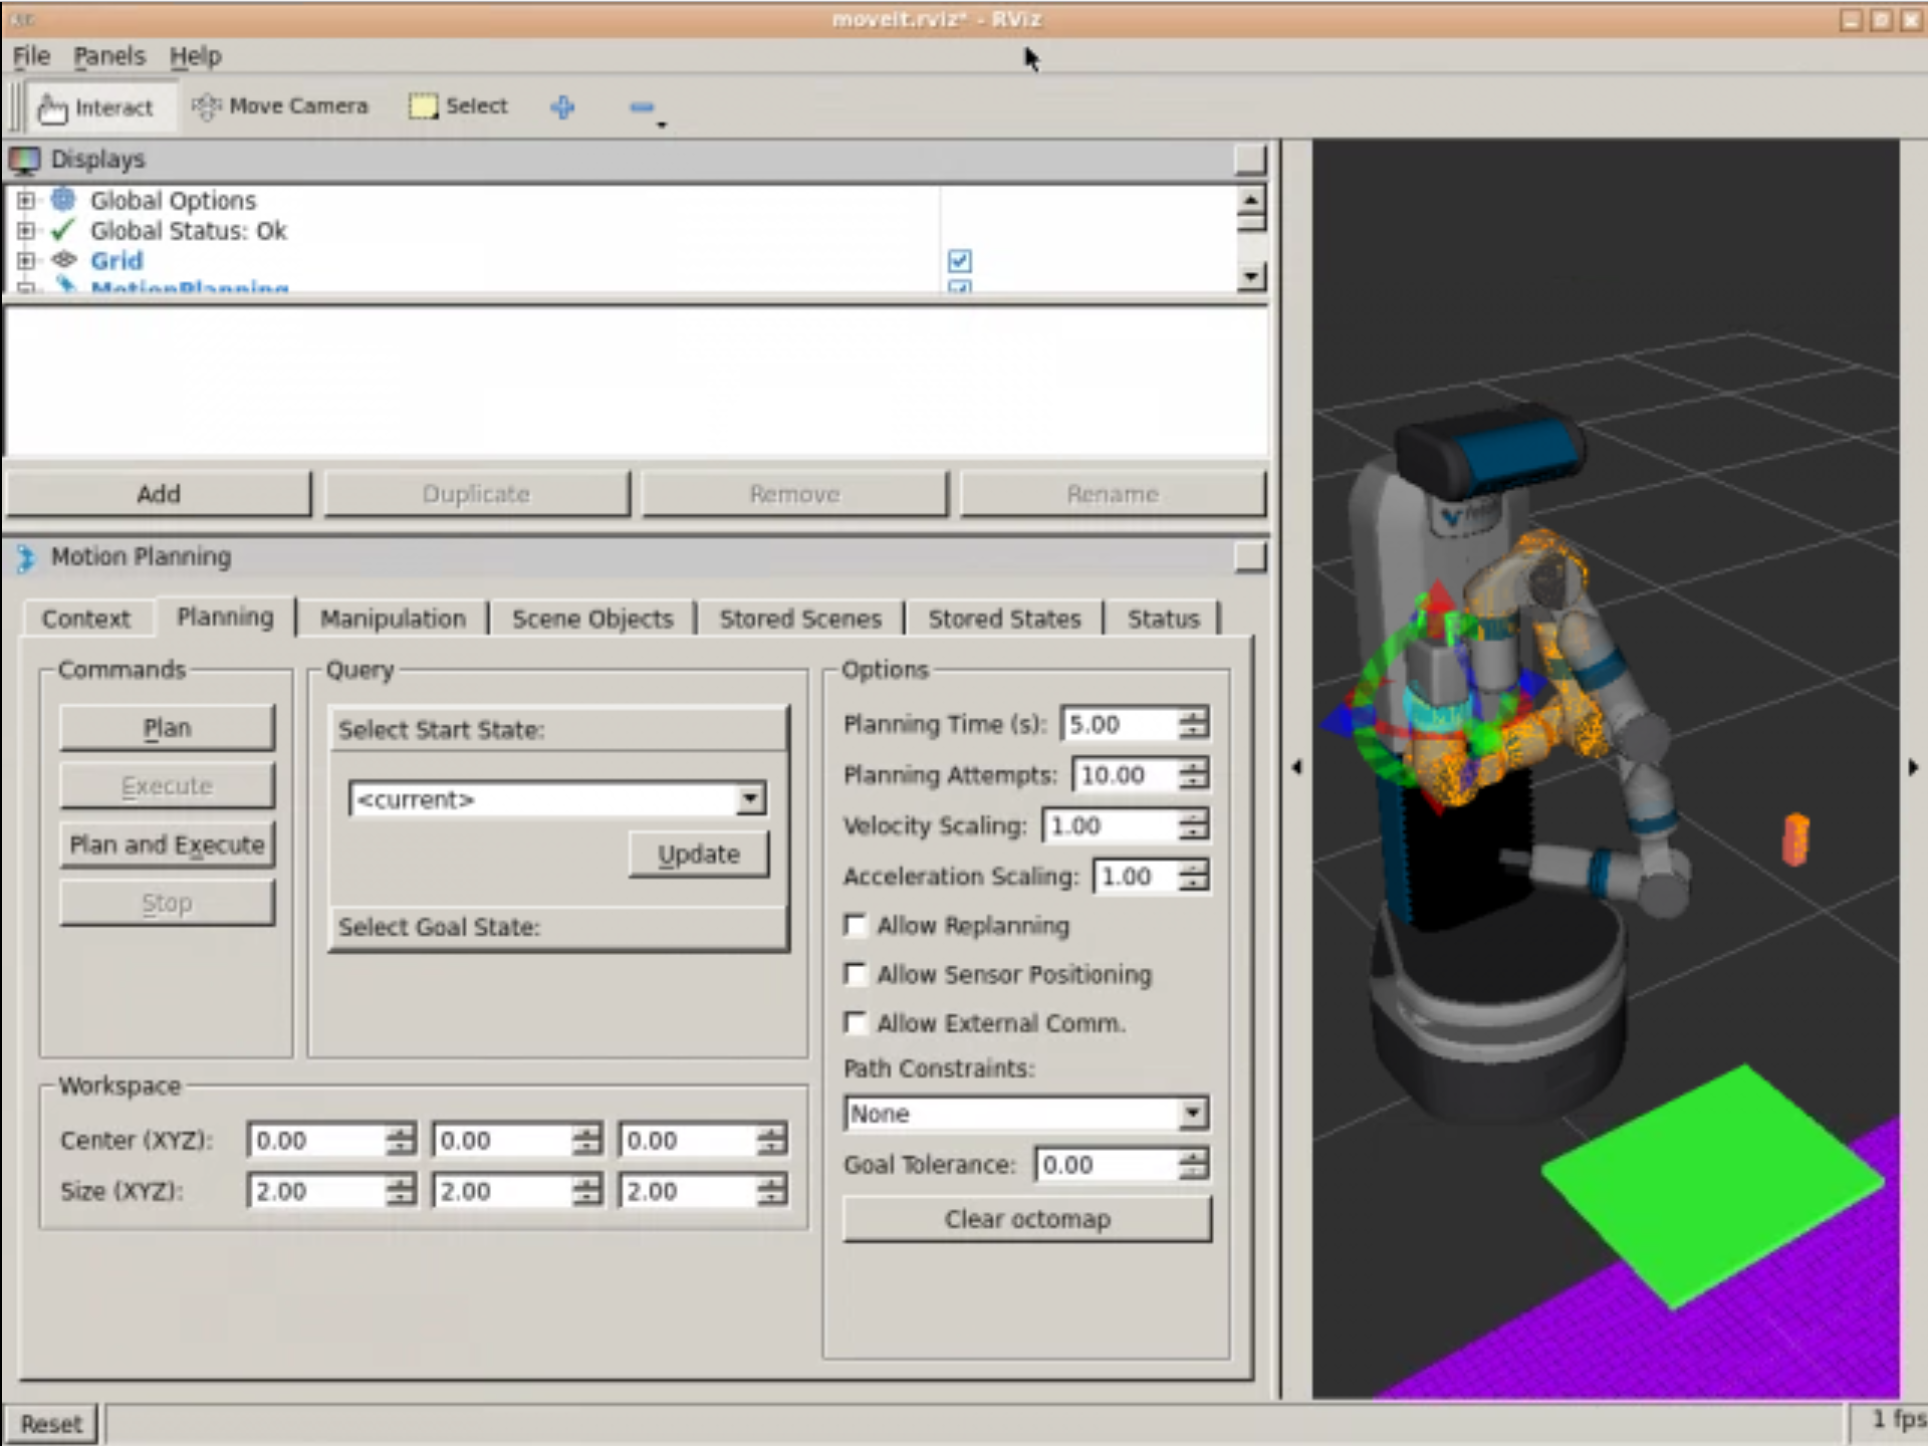 moveit.rviz* - RViz
File Panels Help
Interact Move Camera Select
Displays
Global Options
Global Status: Ok
Grid
MotionPlanning
Add Duplicate Remove Rename
Motion Planning
Context Planning Manipulation Scene Objects Stored Scenes Stored States Status
Commands
Plan
Execute
Plan and Execute
Stop
Query
Select Start State:
<current>
Update
Select Goal State:
Options
Planning Time (s): 5.00
Planning Attempts: 10.00
Velocity Scaling: 1.00
Acceleration Scaling: 1.00
Allow Replanning
Allow Sensor Positioning
Allow External Comm.
Path Constraints:
None
Goal Tolerance: 0.00
Clear octomap
Workspace
Center (XYZ): 0.00 0.00 0.00
Size (XYZ): 2.00 2.00 2.00
fetch
Reset
1 fps